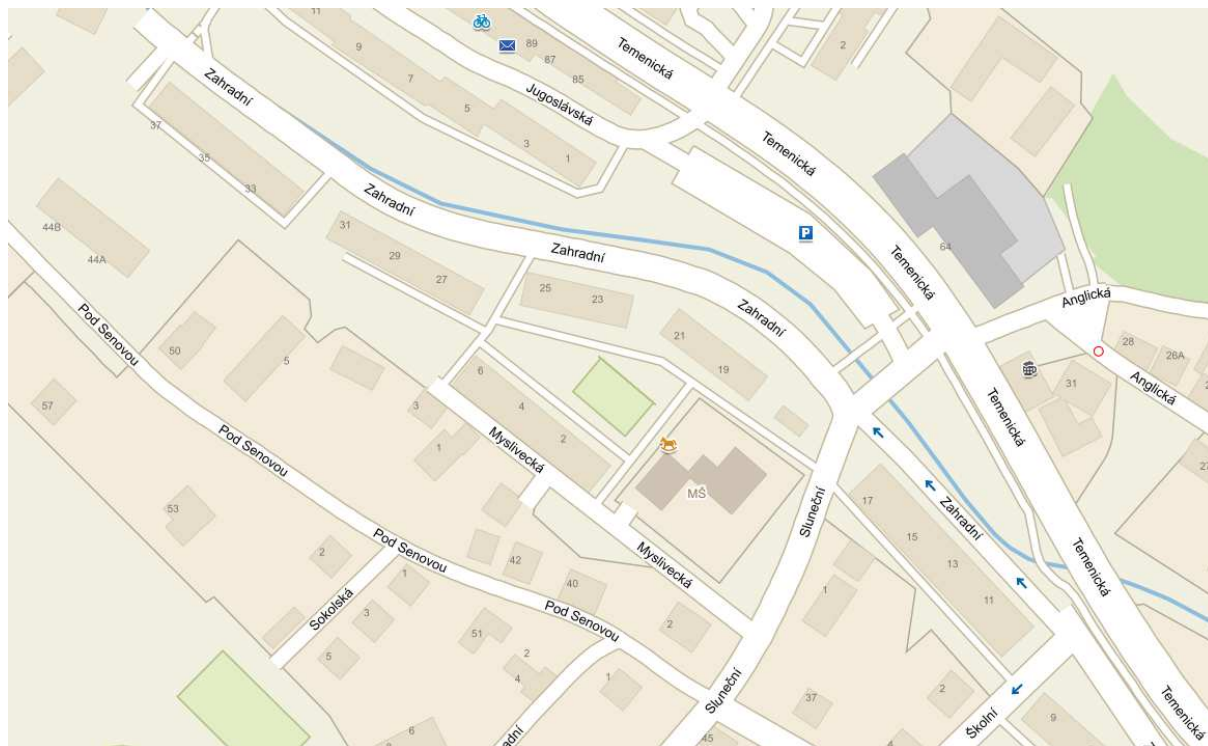 11
9
7
5
3
1
89
87
85
2
Temenická
Jugoslávská
Zahradní
37
35
33
Temenická
44B
44A
Zahradní
31
29
27
Zahradní
P
64
Temenická
Anglická
Pod Senovou
50
5
25
23
21
19
Zahradní
28
26A
31
Anglická
57
3
1
6
4
2
Temenická
Pod Senovou
Myslivecká
MŠ
53
2
Pod Senovou
42
40
Myslivecká
Sluneční
17
15
13
11
Zahradní
Temenická
Sokolská
1
3
5
51
2
4
Pod Senovou
1
2
1
37
2
Sluneční
Školní
9
Temenická
6
45
4